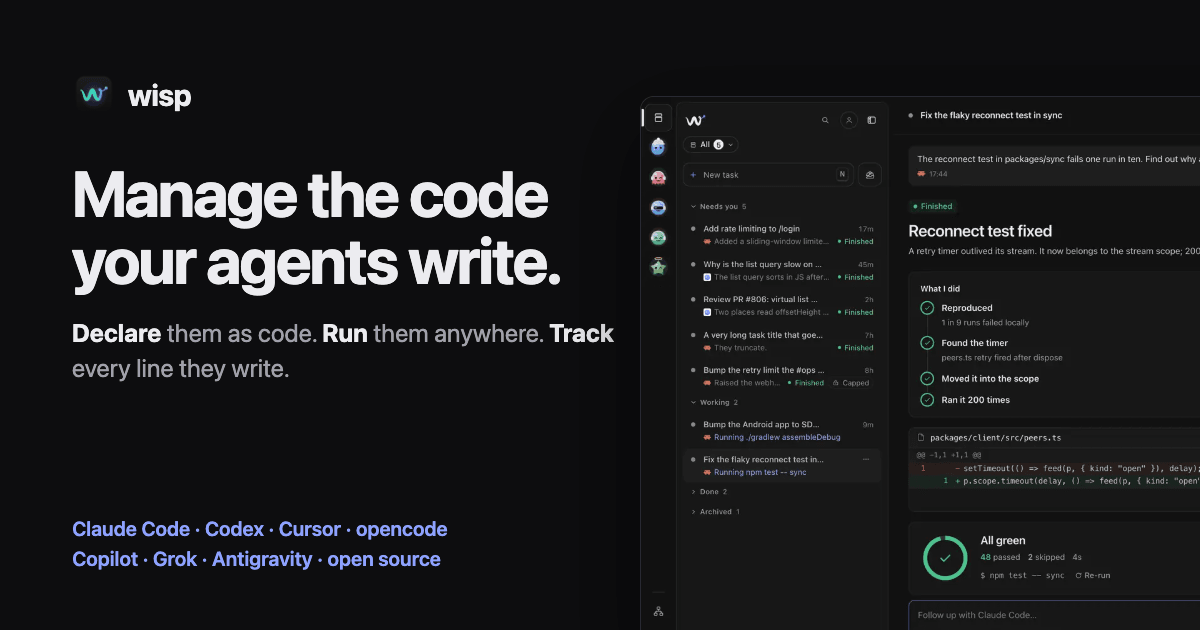 wisp
Manage the code
your agents write.
Declare them as code. Run them anywhere. Track
every line they write.
Claude Code · Codex · Cursor · opencode
Copilot · Grok · Antigravity · open source
All 5
New task N
Needs you 5
Add rate limiting to /login 17m
Added a sliding-window limite... Finished
Why is the list query slow on ... 45m
The list query sorts in JS after... Finished
Review PR #806: virtual list ... 2h
Two places read offsetHeight ... Finished
A very long task title that goe... 7h
They truncate. Finished
Bump the retry limit the #ops ... 8h
Raised the webh... Finished Capped
Working 2
Bump the Android app to SD... 9m
Running ./gradlew assembleDebug
Fix the flaky reconnect test in...
Running npm test -- sync
Done 2
Archived 1
Fix the flaky reconnect test in sync
The reconnect test in packages/sync fails one run in ten. Find out why
17:44
Finished
Reconnect test fixed
A retry timer outlived its stream. It now belongs to the stream scope; 200
What I did
Reproduced
1 in 9 runs failed locally
Found the timer
peers.ts retry fired after dispose
Moved it into the scope
Ran it 200 times
packages/client/src/peers.ts
@@ -1,1 +1,1 @@
1 - setTimeout(() => feed(p, { kind: "open" }), delay);
1 + p.scope.timeout(delay, () => feed(p, { kind: "open"
All green
48 passed 2 skipped 4s
$ npm test -- sync Re-run
Follow up with Claude Code...